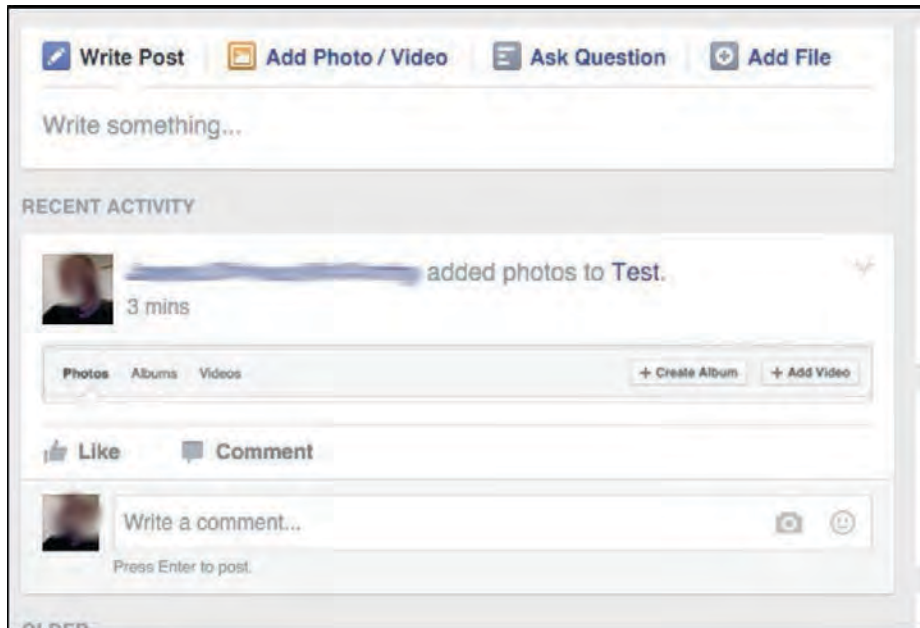 Write Post Add Photo / Video Ask Question Add File
Write something...
RECENT ACTIVITY
added photos to Test.
3 mins
Photos Albums Videos + Create Album + Add Video
Like Comment
Write a comment...
Press Enter to post.
OLDER